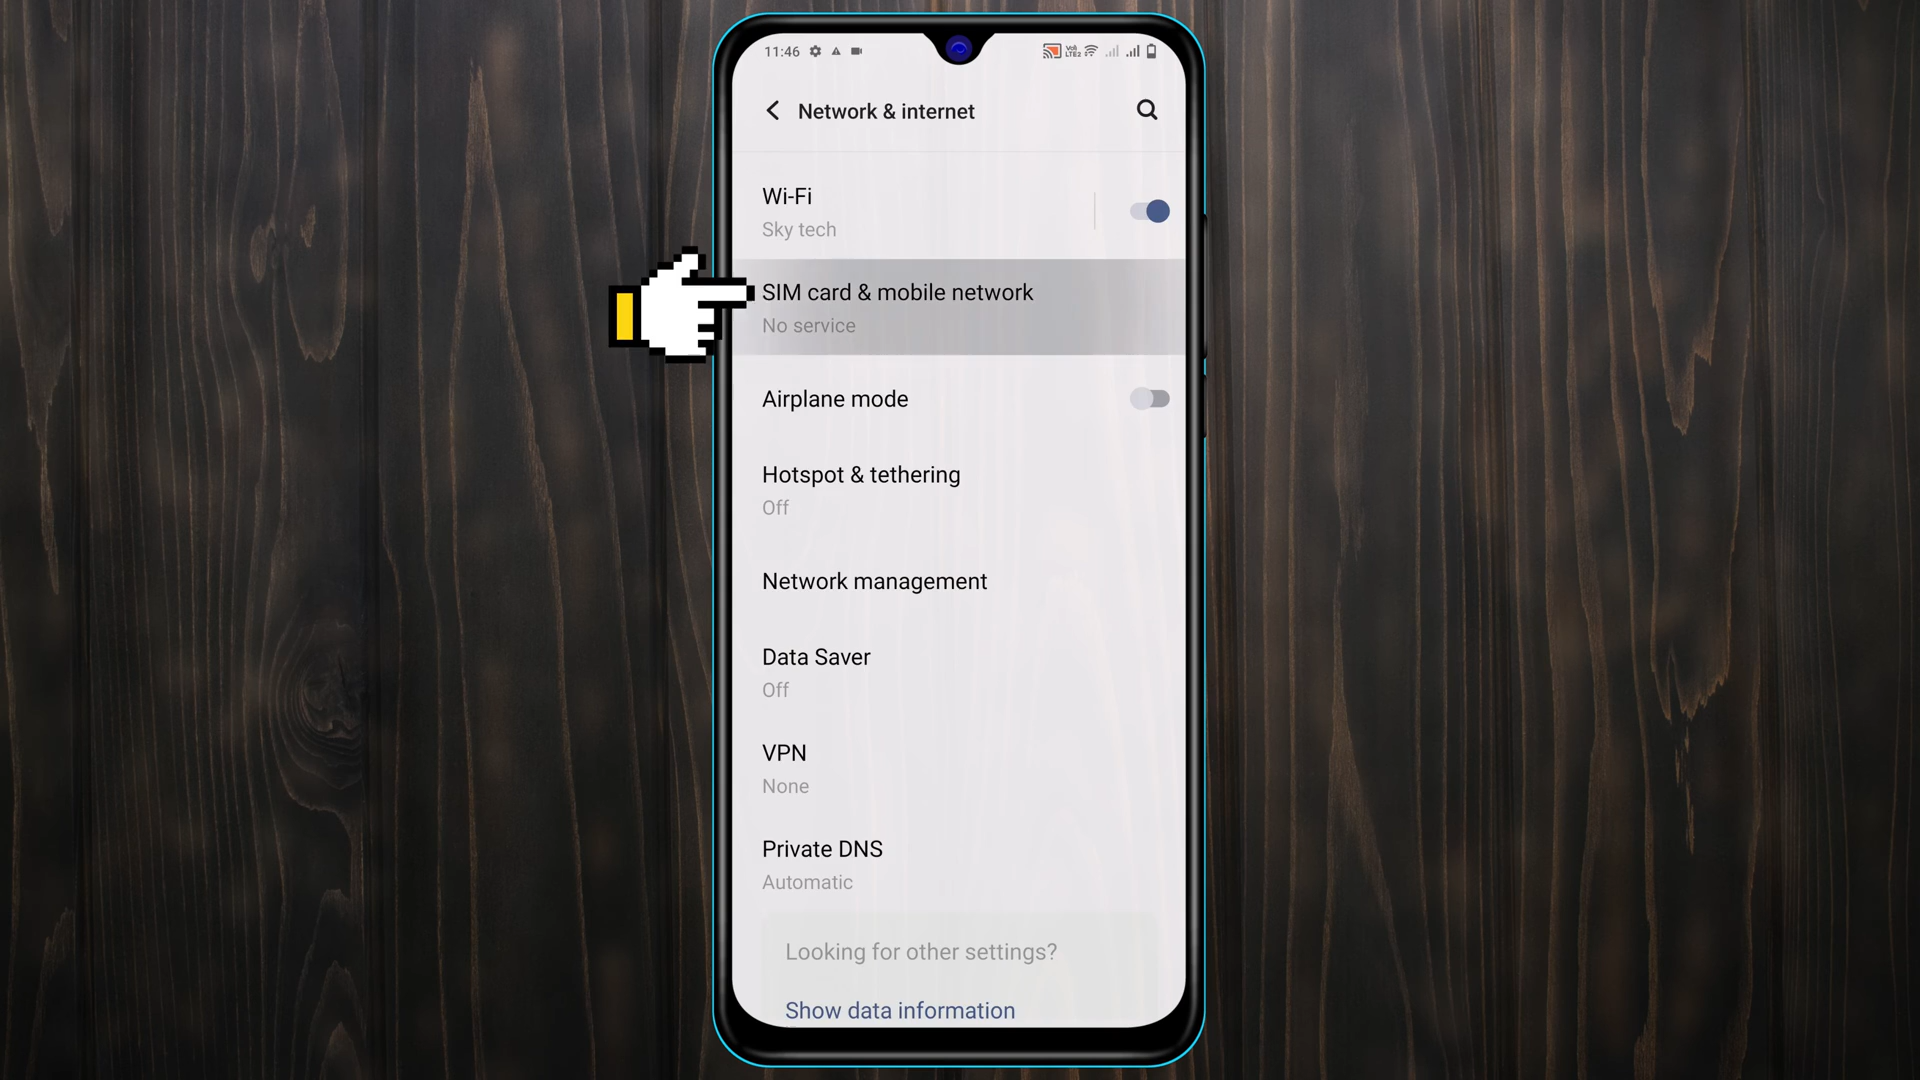 11:46
VoLTE2
Network & internet
Wi-Fi
Sky tech
SIM card & mobile network
No service
Airplane mode
Hotspot & tethering
Off
Network management
Data Saver
Off
VPN
None
Private DNS
Automatic
Looking for other settings?
Show data information